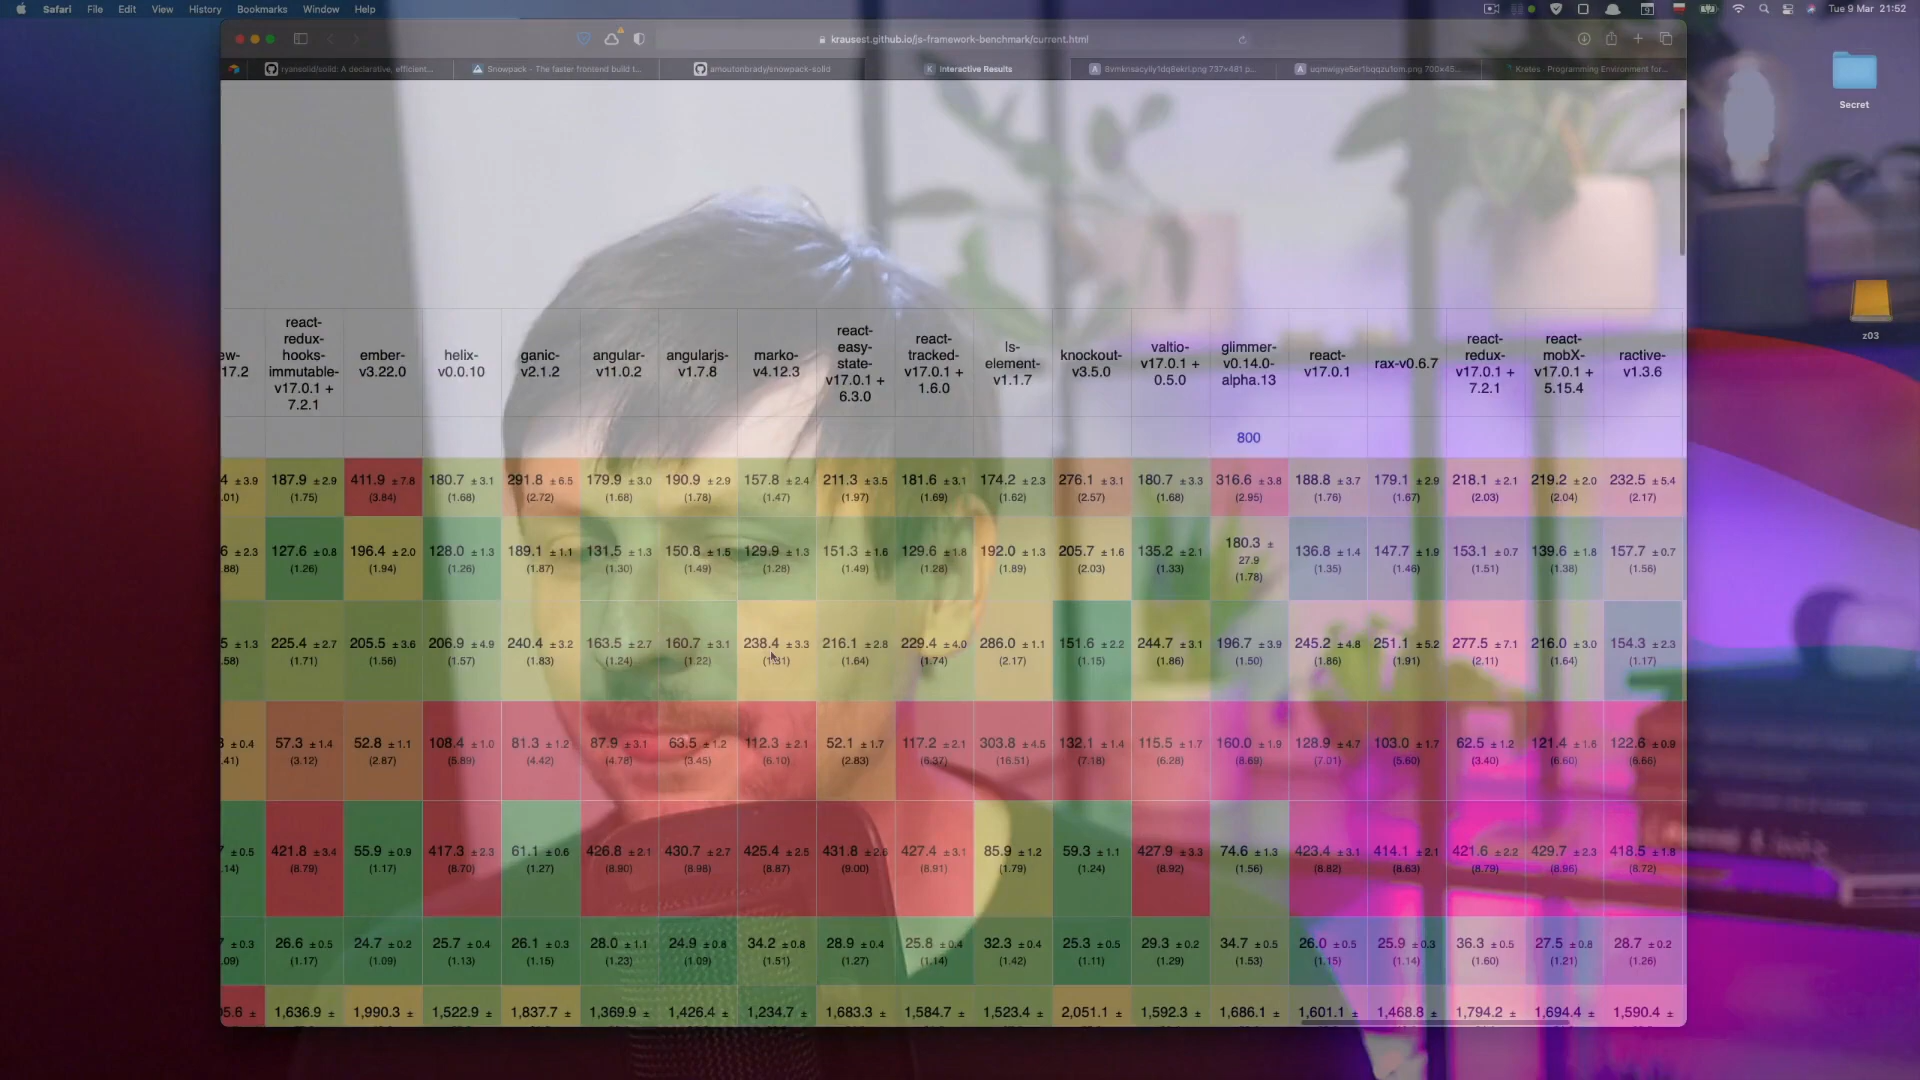 Safari File Edit View History Bookmarks Window Help
Tue 9 Mar 21:52
krausest.github.io/js-framework-benchmark/current.html
ryansolid/solid: A declarative, efficient... Snowpack - The faster frontend build t... amoutonbrady/snowpack-solid Interactive Results
Kretes - Programming Environment for...
Secret
z03
react-redux-hooks-immutable-v17.0.1 + 7.2.1 ember-v3.22.0 helix-v0.0.10 ganic-v2.1.2 angular-v11.0.2 angularjs-v1.7.8 marko-v4.12.3 react-easy-state-v17.0.1 + 6.3.0 react-tracked-v17.0.1 + 1.6.0 ls-element-v1.1.7 knockout-v3.5.0 valtio-v17.0.1 + 0.5.0 glimmer-v0.14.0-alpha.13 react-v17.0.1 rax-v0.6.7 react-redux-v17.0.1 + 7.2.1 react-mobX-v17.0.1 + 5.15.4 ractive-v1.3.6
800
4 ±3.9 187.9 ±2.9 411.9 ±7.8 180.7 ±3.1 291.8 ±6.5 179.9 ±3.0 190.9 ±2.9 157.8 ±2.4 211.3 ±3.5 181.6 ±3.1 174.2 ±2.3 276.1 ±3.1 180.7 ±3.3 316.6 ±3.8 188.8 ±3.7 179.1 ±2.9 218.1 ±2.1 219.2 ±2.0 232.5 ±5.4
.01) (1.75) (3.84) (1.68) (2.72) (1.68) (1.78) (1.47) (1.97) (1.69) (1.62) (2.57) (1.68) (2.95) (1.76) (1.67) (2.03) (2.04) (2.17)
6 ±2.3 127.6 ±0.8 196.4 ±2.0 128.0 ±1.3 189.1 ±1.1 131.5 ±1.3 150.8 ±1.5 129.9 ±1.3 151.3 ±1.6 129.6 ±1.8 192.0 ±1.3 205.7 ±1.6 135.2 ±2.1 180.3 ±27.9 136.8 ±1.4 147.7 ±1.9 153.1 ±0.7 139.6 ±1.8 157.7 ±0.7
.88) (1.26) (1.94) (1.26) (1.87) (1.30) (1.49) (1.28) (1.49) (1.28) (1.89) (2.03) (1.33) (1.78) (1.35) (1.46) (1.51) (1.38) (1.56)
5 ±1.3 225.4 ±2.7 205.5 ±3.6 206.9 ±4.9 240.4 ±3.2 163.5 ±2.7 160.7 ±3.1 238.4 ±3.3 216.1 ±2.8 229.4 ±4.0 286.0 ±1.1 151.6 ±2.2 244.7 ±3.1 196.7 ±3.9 245.2 ±4.8 251.1 ±5.2 277.5 ±7.1 216.0 ±3.0 154.3 ±2.3
.58) (1.71) (1.56) (1.57) (1.83) (1.24) (1.22) (1.81) (1.64) (1.74) (2.17) (1.15) (1.86) (1.50) (1.86) (1.91) (2.11) (1.64) (1.17)
±0.4 57.3 ±1.4 52.8 ±1.1 108.4 ±1.0 81.3 ±1.2 87.9 ±3.1 63.5 ±1.2 112.3 ±2.1 52.1 ±1.7 117.2 ±2.1 303.8 ±4.5 132.1 ±1.4 115.5 ±1.7 160.0 ±1.9 128.9 ±4.7 103.0 ±1.7 62.5 ±1.2 121.4 ±1.6 122.6 ±0.9
.41) (3.12) (2.87) (5.89) (4.42) (4.78) (3.45) (6.10) (2.83) (6.37) (16.51) (7.18) (6.28) (8.69) (7.01) (5.60) (3.40) (6.60) (6.66)
±0.5 421.8 ±3.4 55.9 ±0.9 417.3 ±2.3 61.1 ±0.6 426.8 ±2.1 430.7 ±2.7 425.4 ±2.5 431.8 ±2.6 427.4 ±3.1 85.9 ±1.2 59.3 ±1.1 427.9 ±3.3 74.6 ±1.3 423.4 ±3.1 414.1 ±2.1 421.6 ±2.2 429.7 ±2.3 418.5 ±1.8
.14) (8.79) (1.17) (8.70) (1.27) (8.90) (8.98) (8.87) (9.00) (8.91) (1.79) (1.24) (8.92) (1.56) (8.82) (8.63) (8.79) (8.96) (8.72)
±0.3 26.6 ±0.5 24.7 ±0.2 25.7 ±0.4 26.1 ±0.3 28.0 ±1.1 24.9 ±0.8 34.2 ±0.8 28.9 ±0.4 25.8 ±0.4 32.3 ±0.4 25.3 ±0.5 29.3 ±0.2 34.7 ±0.5 26.0 ±0.5 25.9 ±0.3 36.3 ±0.5 27.5 ±0.8 28.7 ±0.2
.09) (1.17) (1.09) (1.13) (1.15) (1.23) (1.09) (1.51) (1.27) (1.14) (1.42) (1.11) (1.29) (1.53) (1.15) (1.14) (1.60) (1.21) (1.26)
5.6 ± 1,636.9 ± 1,990.3 ± 1,522.9 ± 1,837.7 ± 1,369.9 ± 1,426.4 ± 1,234.7 ± 1,683.3 ± 1,584.7 ± 1,523.4 ± 2,051.1 ± 1,592.3 ± 1,686.1 ± 1,601.1 ± 1,468.8 ± 1,794.2 ± 1,694.4 ± 1,590.4 ±